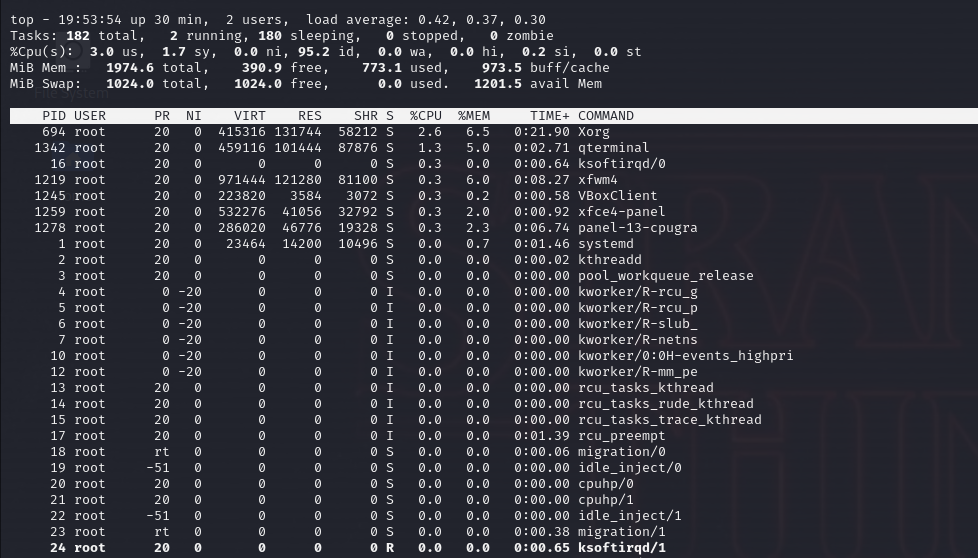 top - 19:53:54 up 30 min,  2 users,  load average: 0.42, 0.37, 0.30
Tasks: 182 total,   2 running, 180 sleeping,   0 stopped,   0 zombie
%Cpu(s):  3.0 us,  1.7 sy,  0.0 ni, 95.2 id,  0.0 wa,  0.0 hi,  0.2 si,  0.0 st
MiB Mem :   1974.6 total,    390.9 free,    773.1 used,    973.5 buff/cache
MiB Swap:   1024.0 total,   1024.0 free,      0.0 used.   1201.5 avail Mem
PID USER      PR  NI    VIRT    RES    SHR S  %CPU  %MEM     TIME+ COMMAND
694 root      20   0  415316 131744  58212 S   2.6   6.5   0:21.90 Xorg
1342 root      20   0  459116 101444  87876 S   1.3   5.0   0:02.71 qterminal
16 root      20   0       0      0      0 S   0.3   0.0   0:00.64 ksoftirqd/0
1219 root      20   0  971444 121280  81100 S   0.3   6.0   0:08.27 xfwm4
1245 root      20   0  223820   3584   3072 S   0.3   0.2   0:00.58 VBoxClient
1259 root      20   0  532276  41056  32792 S   0.3   2.0   0:00.92 xfce4-panel
1278 root      20   0  286020  46776  19328 S   0.3   2.3   0:06.74 panel-13-cpugra
1 root      20   0   23464  14200  10496 S   0.0   0.7   0:01.46 systemd
2 root      20   0       0      0      0 S   0.0   0.0   0:00.02 kthreadd
3 root      20   0       0      0      0 S   0.0   0.0   0:00.00 pool_workqueue_release
4 root       0 -20       0      0      0 I   0.0   0.0   0:00.00 kworker/R-rcu_g
5 root       0 -20       0      0      0 I   0.0   0.0   0:00.00 kworker/R-rcu_p
6 root       0 -20       0      0      0 I   0.0   0.0   0:00.00 kworker/R-slub_
7 root       0 -20       0      0      0 I   0.0   0.0   0:00.00 kworker/R-netns
10 root       0 -20       0      0      0 I   0.0   0.0   0:00.00 kworker/0:0H-events_highpri
12 root       0 -20       0      0      0 I   0.0   0.0   0:00.00 kworker/R-mm_pe
13 root      20   0       0      0      0 I   0.0   0.0   0:00.00 rcu_tasks_kthread
14 root      20   0       0      0      0 I   0.0   0.0   0:00.00 rcu_tasks_rude_kthread
15 root      20   0       0      0      0 I   0.0   0.0   0:00.00 rcu_tasks_trace_kthread
17 root      20   0       0      0      0 I   0.0   0.0   0:01.39 rcu_preempt
18 root      rt   0       0      0      0 S   0.0   0.0   0:00.06 migration/0
19 root     -51   0       0      0      0 S   0.0   0.0   0:00.00 idle_inject/0
20 root      20   0       0      0      0 S   0.0   0.0   0:00.00 cpuhp/0
21 root      20   0       0      0      0 S   0.0   0.0   0:00.00 cpuhp/1
22 root     -51   0       0      0      0 S   0.0   0.0   0:00.00 idle_inject/1
23 root      rt   0       0      0      0 S   0.0   0.0   0:00.38 migration/1
24 root      20   0       0      0      0 R   0.0   0.0   0:00.65 ksoftirqd/1